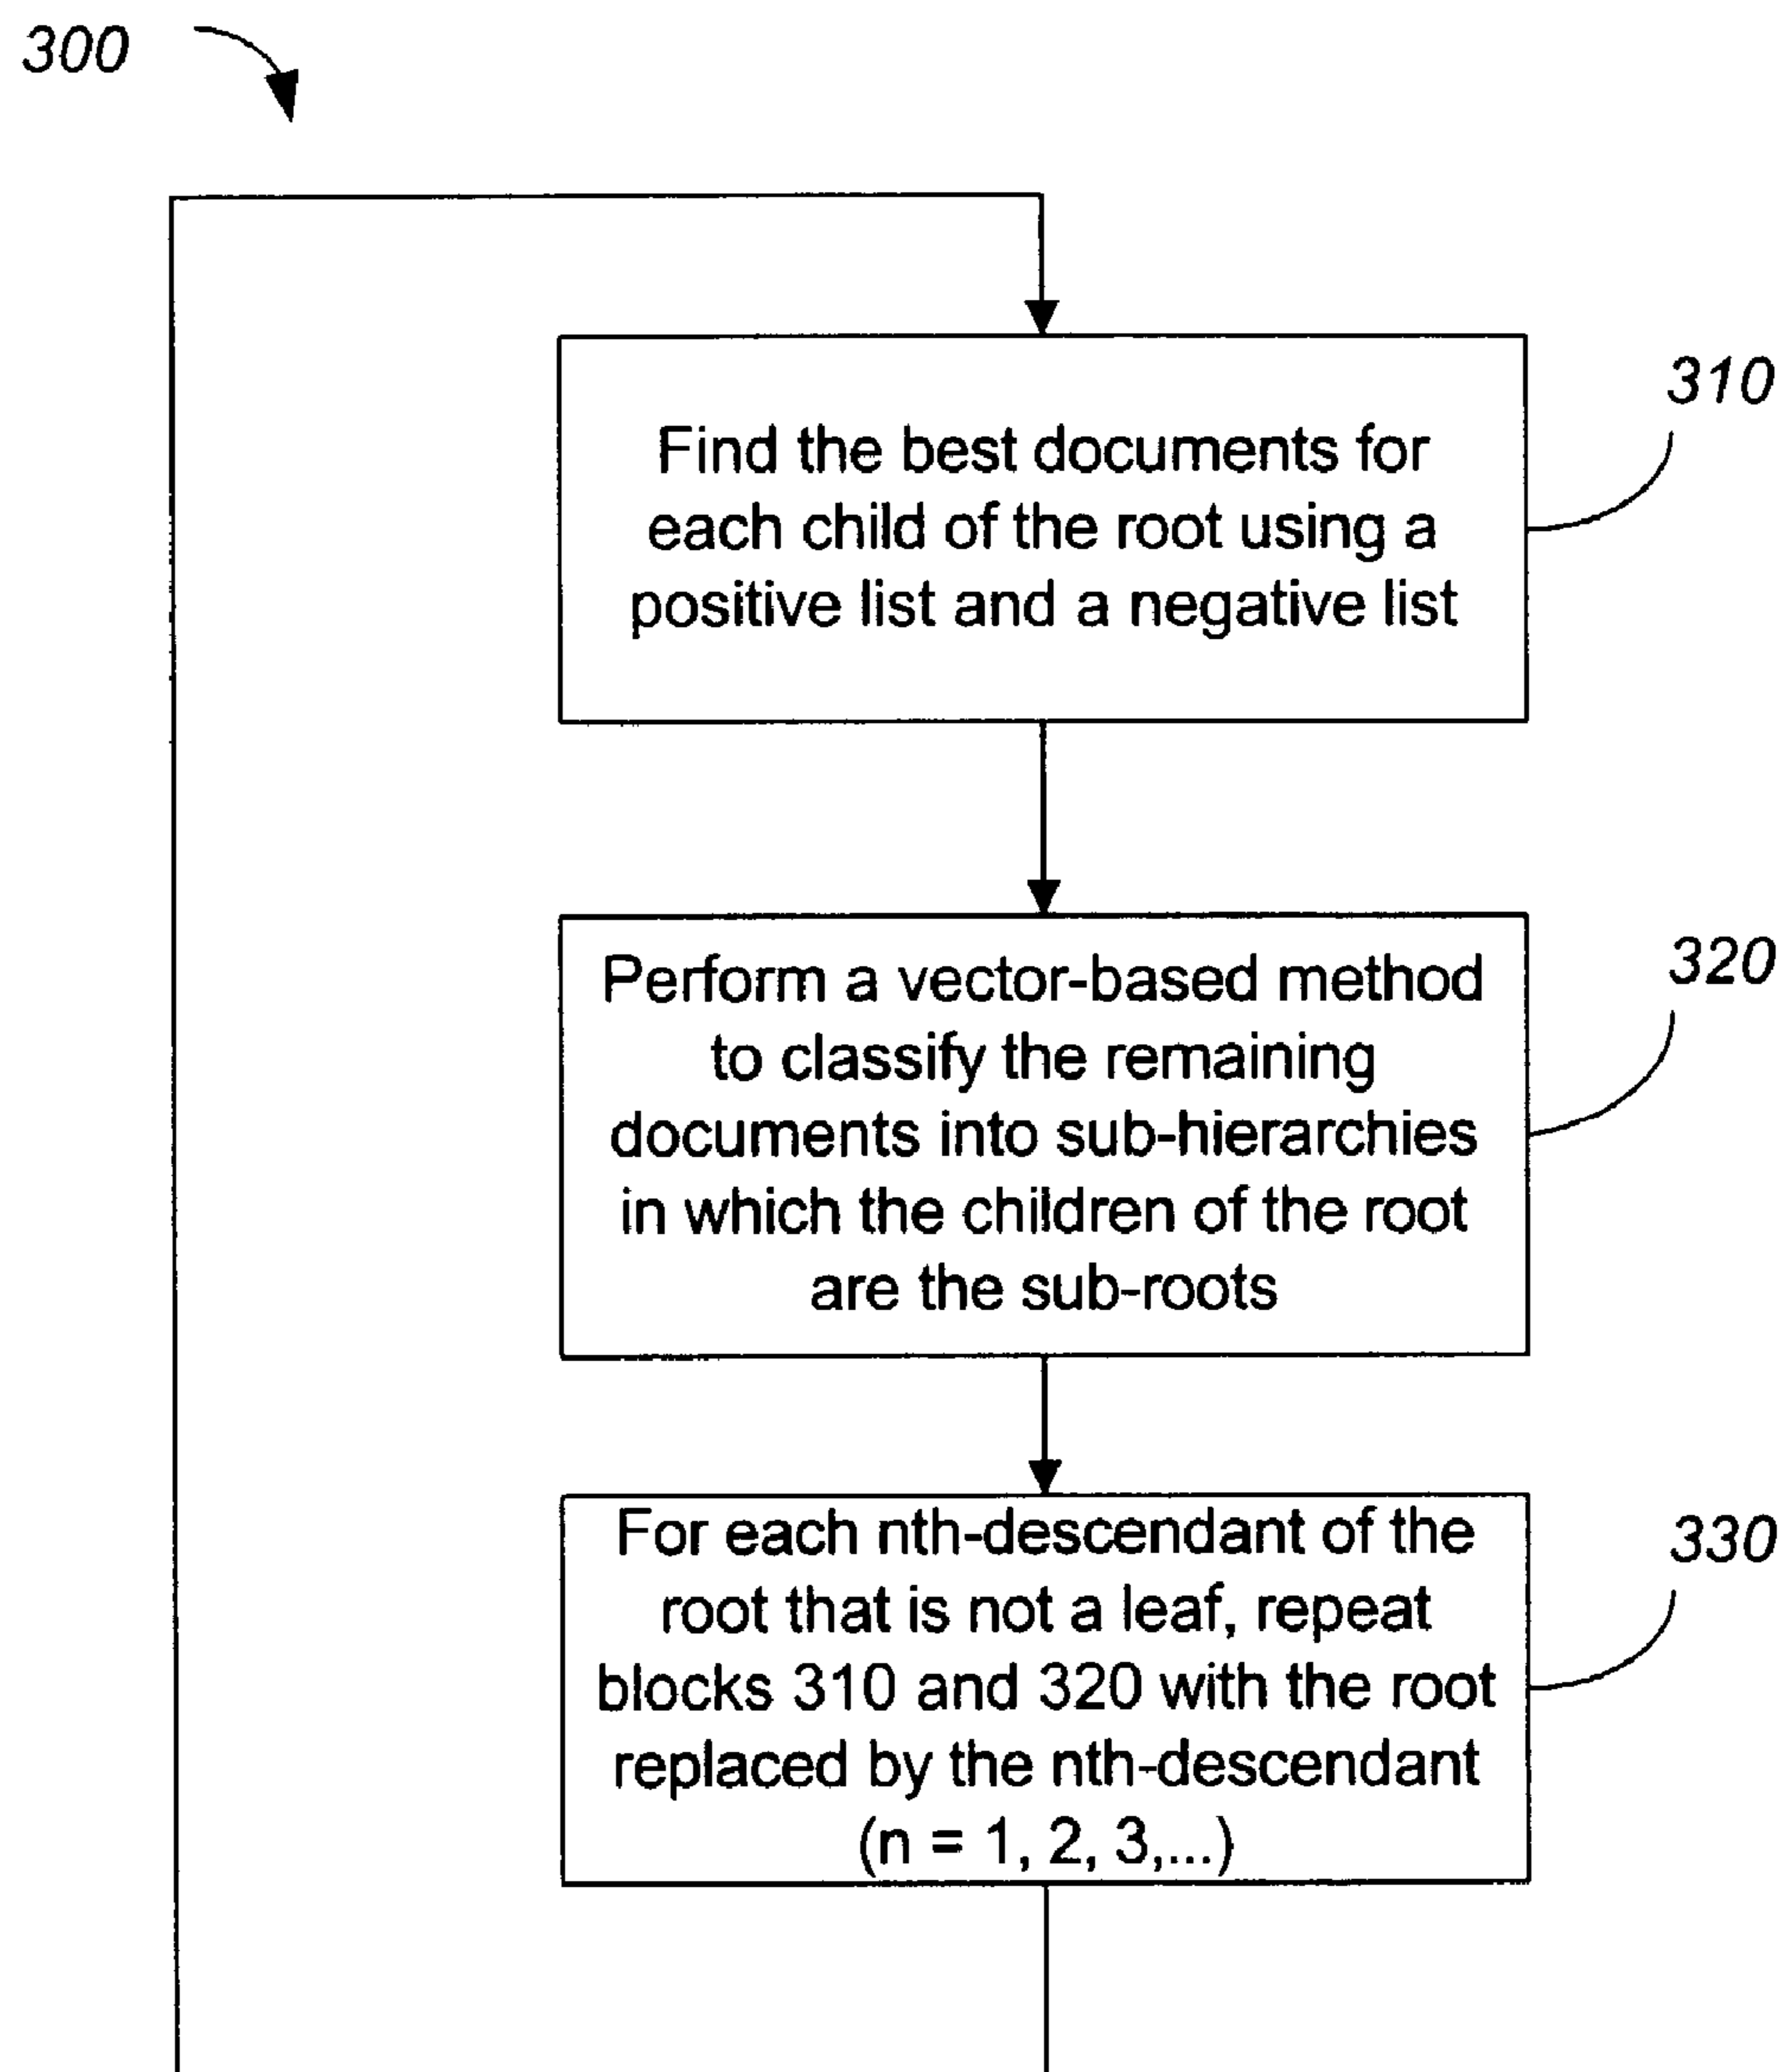 300
310
Find the best documents for
each child of the root using a
positive list and a negative list
320
Perform a vector-based method
to classify the remaining
documents into sub-hierarchies
in which the children of the root
are the sub-roots
330
For each nth-descendant of the
root that is not a leaf, repeat
blocks 310 and 320 with the root
replaced by the nth-descendant
(n = 1, 2, 3,...)